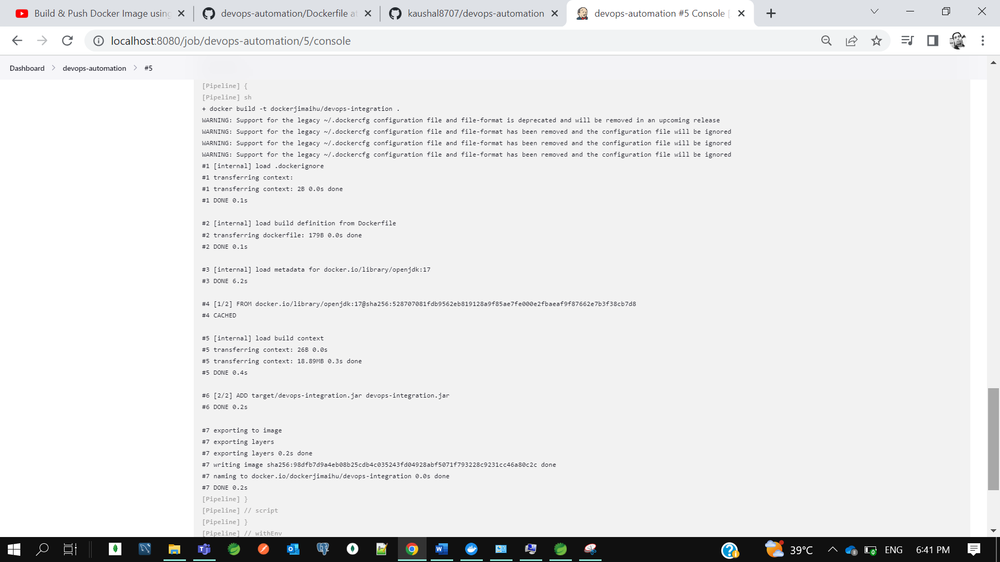 Build & Push Docker Image using
devops-automation/Dockerfile at
kaushal8707/devops-automation
devops-automation #5 Console [
localhost:8080/job/devops-automation/5/console
Dashboard
devops-automation
#5
[Pipeline] {
[Pipeline] sh
+ docker build -t dockerjimaihu/devops-integration .
WARNING: Support for the legacy ~/.dockercfg configuration file and file-format is deprecated and will be removed in an upcoming release
WARNING: Support for the legacy ~/.dockercfg configuration file and file-format has been removed and the configuration file will be ignored
WARNING: Support for the legacy ~/.dockercfg configuration file and file-format has been removed and the configuration file will be ignored
WARNING: Support for the legacy ~/.dockercfg configuration file and file-format has been removed and the configuration file will be ignored
#1 [internal] load .dockerignore
#1 transferring context:
#1 transferring context: 2B 0.0s done
#1 DONE 0.1s
#2 [internal] load build definition from Dockerfile
#2 transferring dockerfile: 179B 0.0s done
#2 DONE 0.1s
#3 [internal] load metadata for docker.io/library/openjdk:17
#3 DONE 6.2s
#4 [1/2] FROM docker.io/library/openjdk:17@sha256:528707081fdb9562eb819128a9f85ae7fe000e2fbaeaf9f87662e7b3f38cb7d8
#4 CACHED
#5 [internal] load build context
#5 transferring context: 26B 0.0s
#5 transferring context: 18.89MB 0.3s done
#5 DONE 0.4s
#6 [2/2] ADD target/devops-integration.jar devops-integration.jar
#6 DONE 0.2s
#7 exporting to image
#7 exporting layers
#7 exporting layers 0.2s done
#7 writing image sha256:98dfb7d9a4eb08b25cdb4c035243fd04928abf5071f793228c9231cc46a80c2c done
#7 naming to docker.io/dockerjimaihu/devops-integration 0.0s done
#7 DONE 0.2s
[Pipeline] }
[Pipeline] // script
[Pipeline] }
[Pipeline] // withEnv
39°C
ENG
6:41 PM